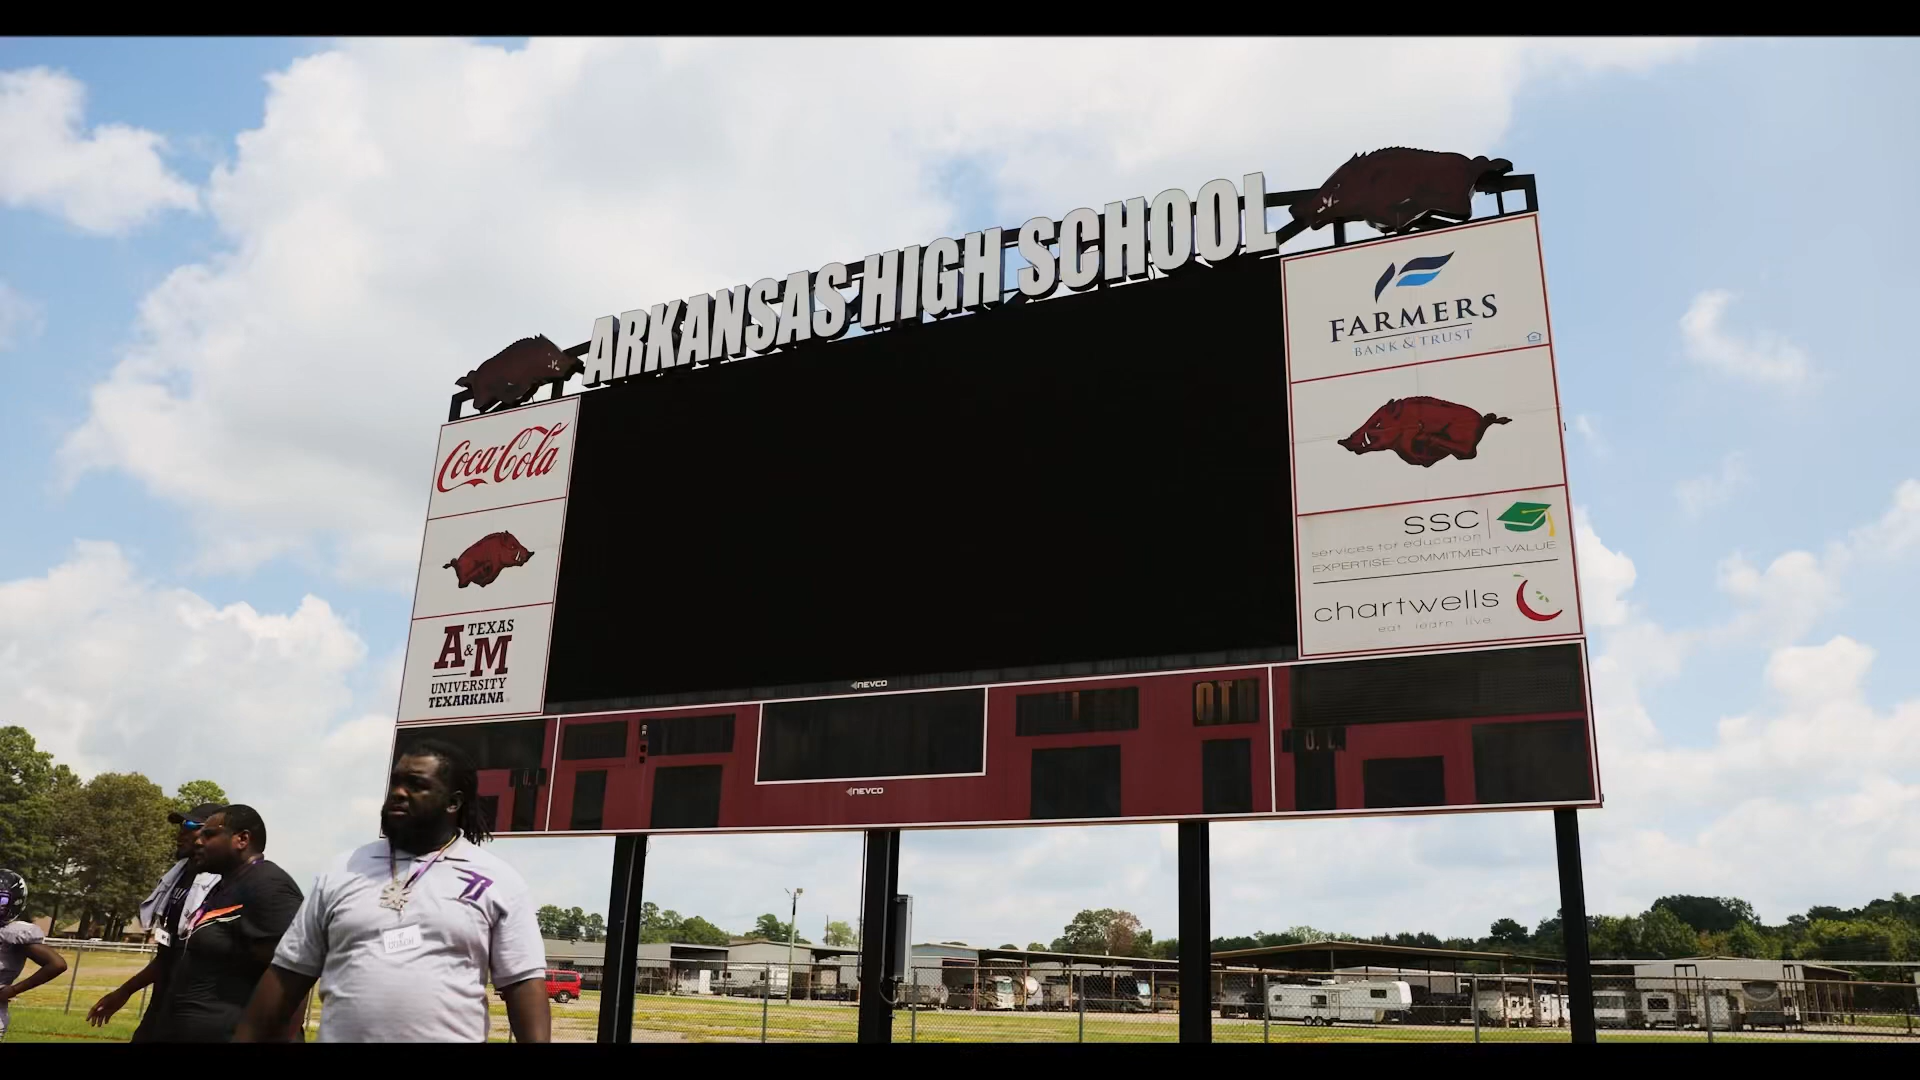 ARKANSAS HIGH SCHOOL
Coca-Cola
A&M TEXAS
UNIVERSITY
TEXARKANA
FARMERS
BANK & TRUST
SSC
services for education
EXPERTISE·COMMITMENT·VALUE
chartwells
eat learn live
NEVCO
NEVCO
COACH